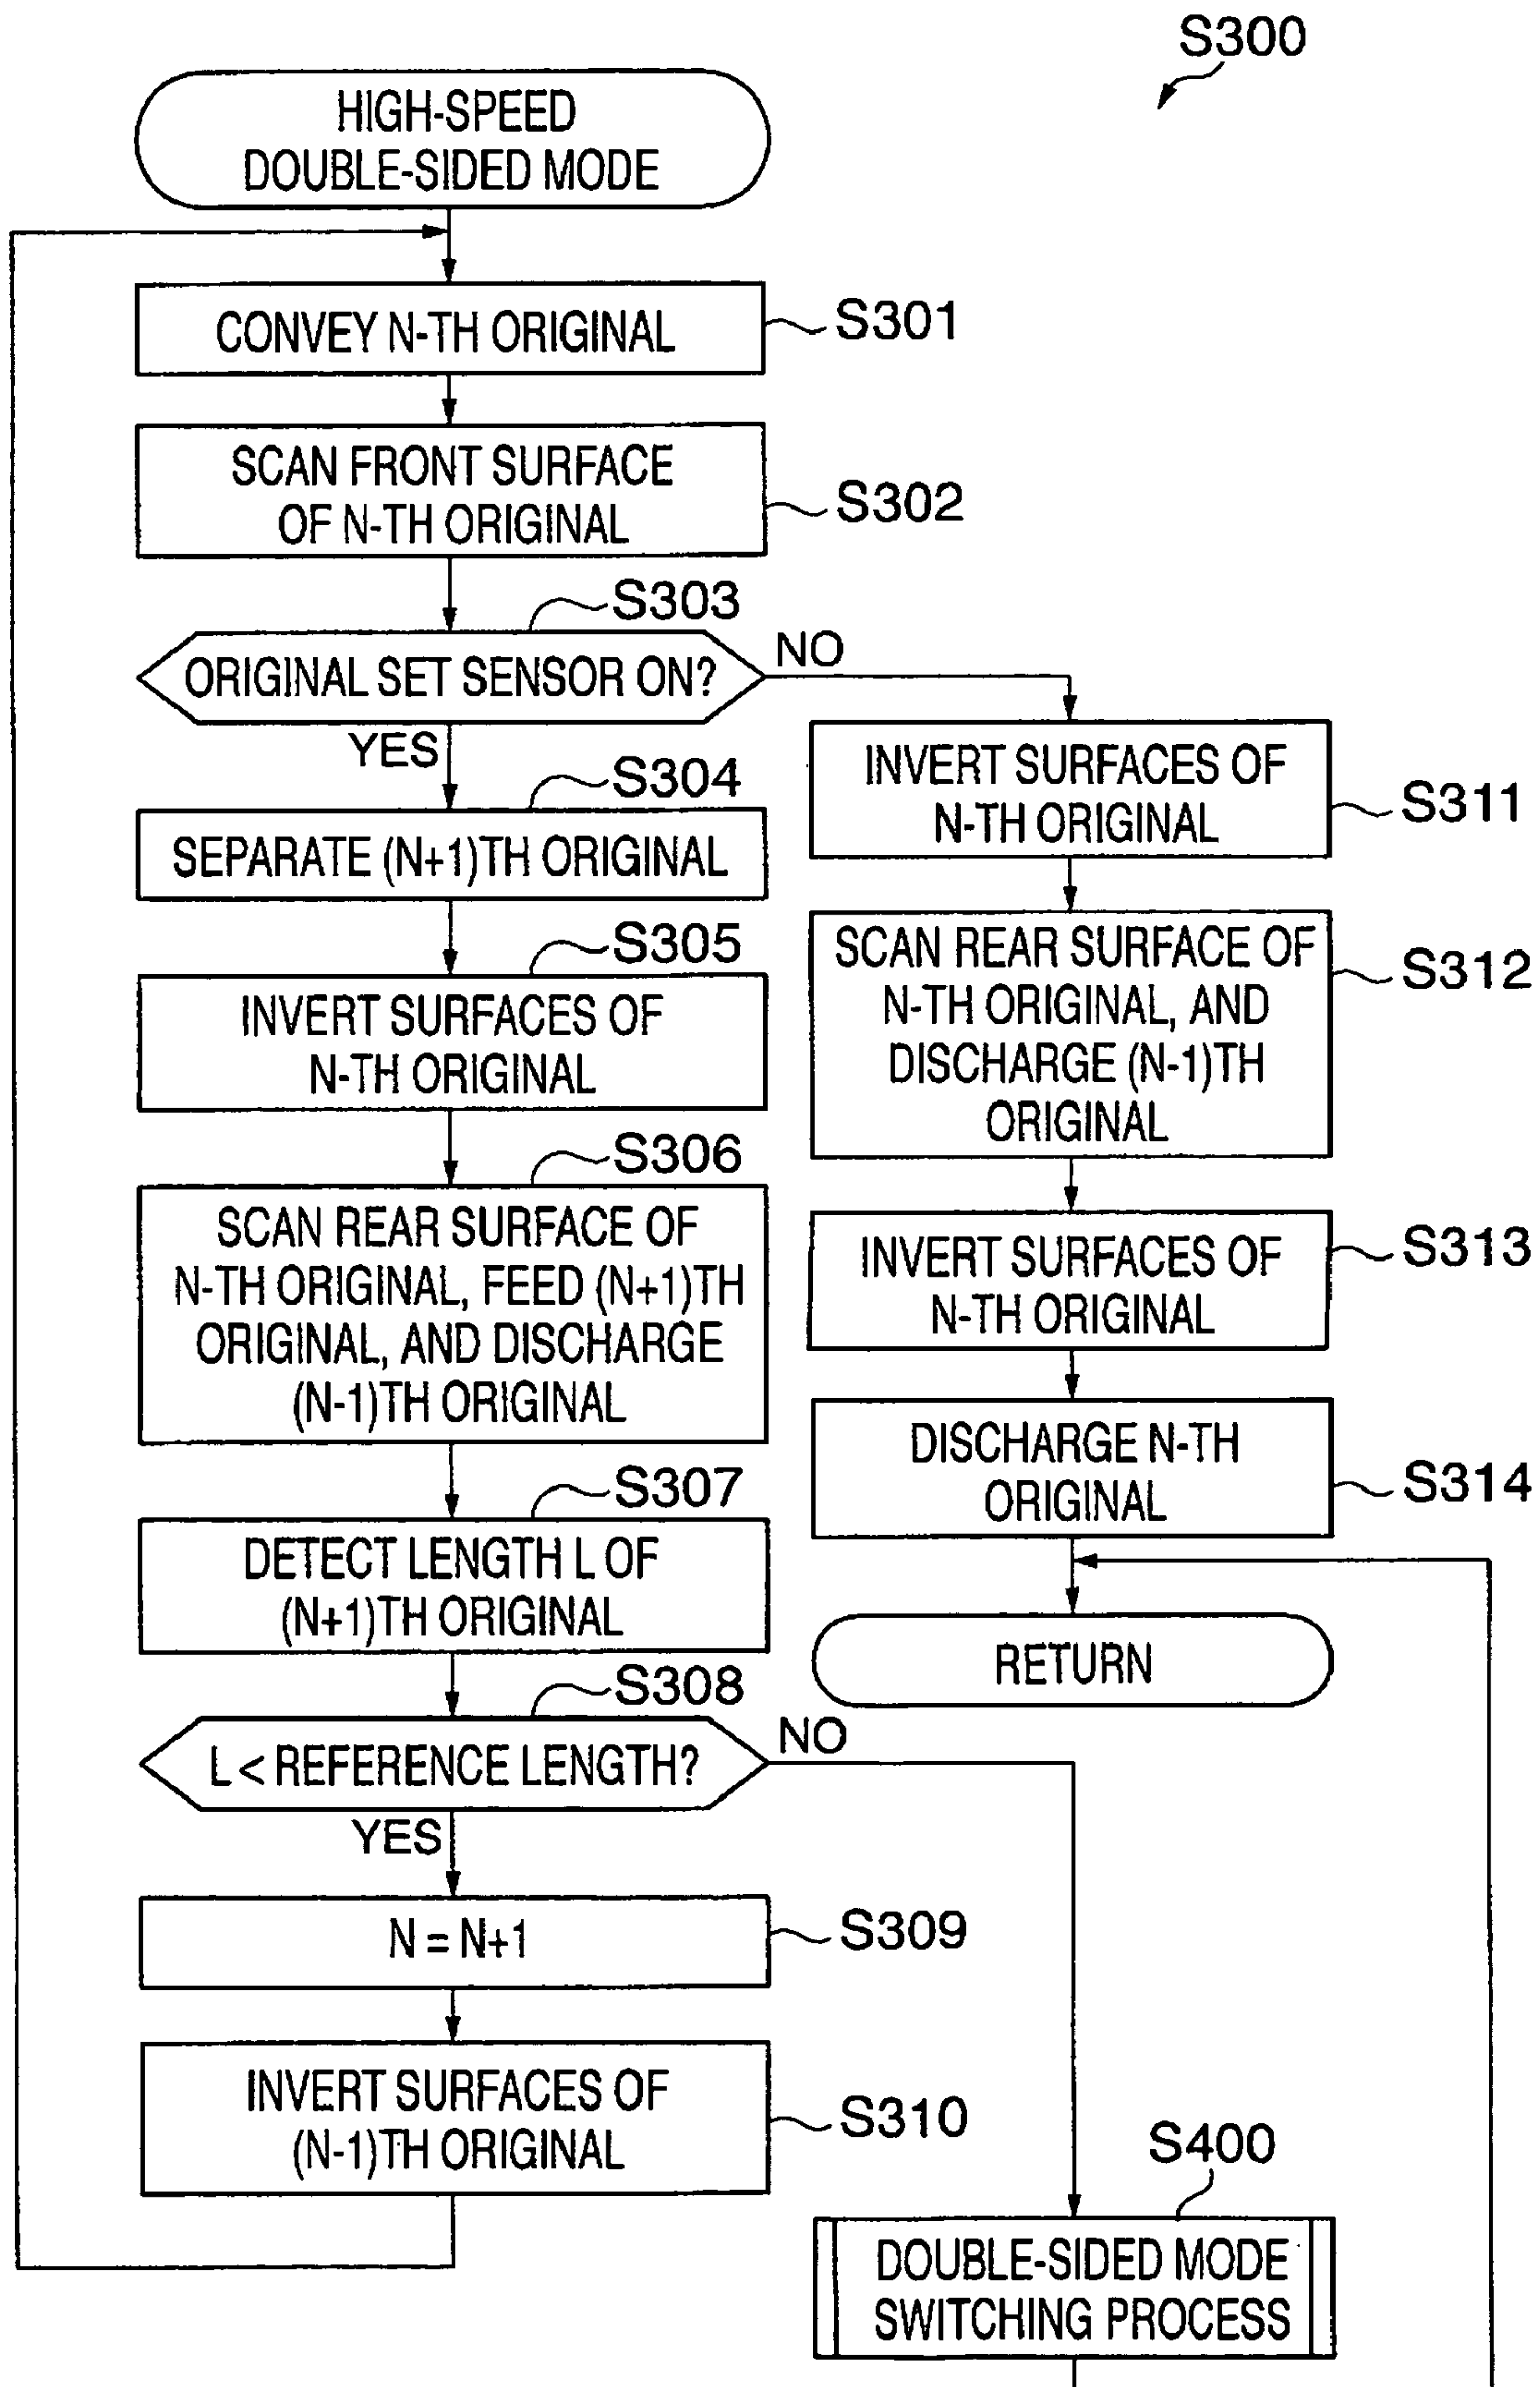 S300
HIGH-SPEED
DOUBLE-SIDED MODE
CONVEY N-TH ORIGINAL
S301
SCAN FRONT SURFACE
OF N-TH ORIGINAL
S302
S303
ORIGINAL SET SENSOR ON?
NO
YES
S304
SEPARATE (N+1)TH ORIGINAL
S305
INVERT SURFACES OF
N-TH ORIGINAL
S306
SCAN REAR SURFACE OF
N-TH ORIGINAL, FEED (N+1)TH
ORIGINAL, AND DISCHARGE
(N-1)TH ORIGINAL
S307
DETECT LENGTH L OF
(N+1)TH ORIGINAL
S308
L < REFERENCE LENGTH?
NO
YES
N = N+1
S309
INVERT SURFACES OF
(N-1)TH ORIGINAL
S310
INVERT SURFACES OF
N-TH ORIGINAL
S311
SCAN REAR SURFACE OF
N-TH ORIGINAL, AND
DISCHARGE (N-1)TH
ORIGINAL
S312
INVERT SURFACES OF
N-TH ORIGINAL
S313
DISCHARGE N-TH
ORIGINAL
S314
RETURN
S400
DOUBLE-SIDED MODE
SWITCHING PROCESS